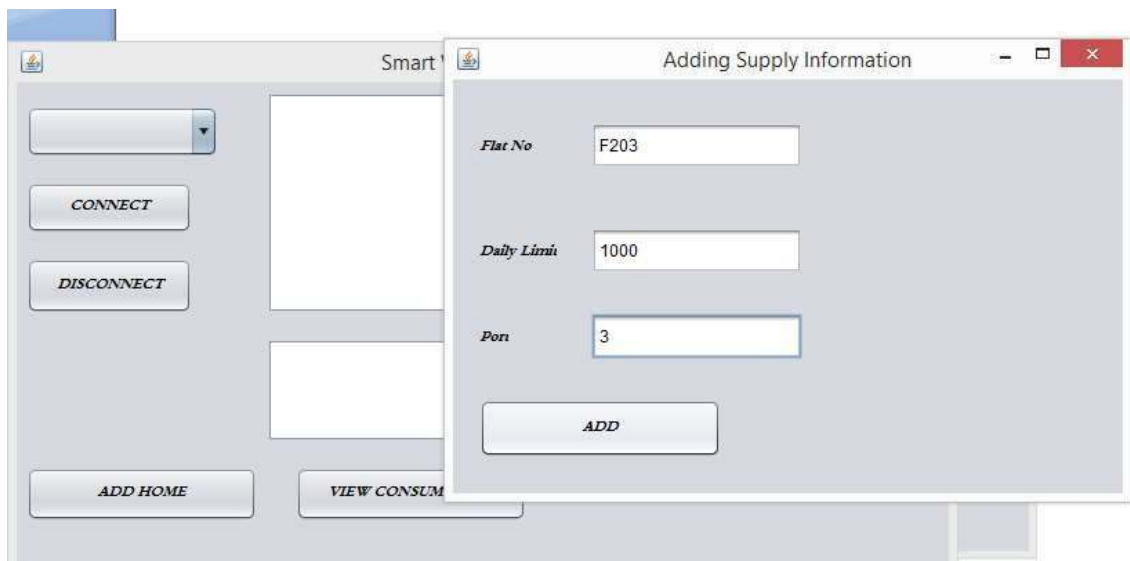 Smart
CONNECT
DISCONNECT
ADD HOME
VIEW CONSUM
Adding Supply Information
Flat No
F203
Daily Limit
1000
Port
3
ADD